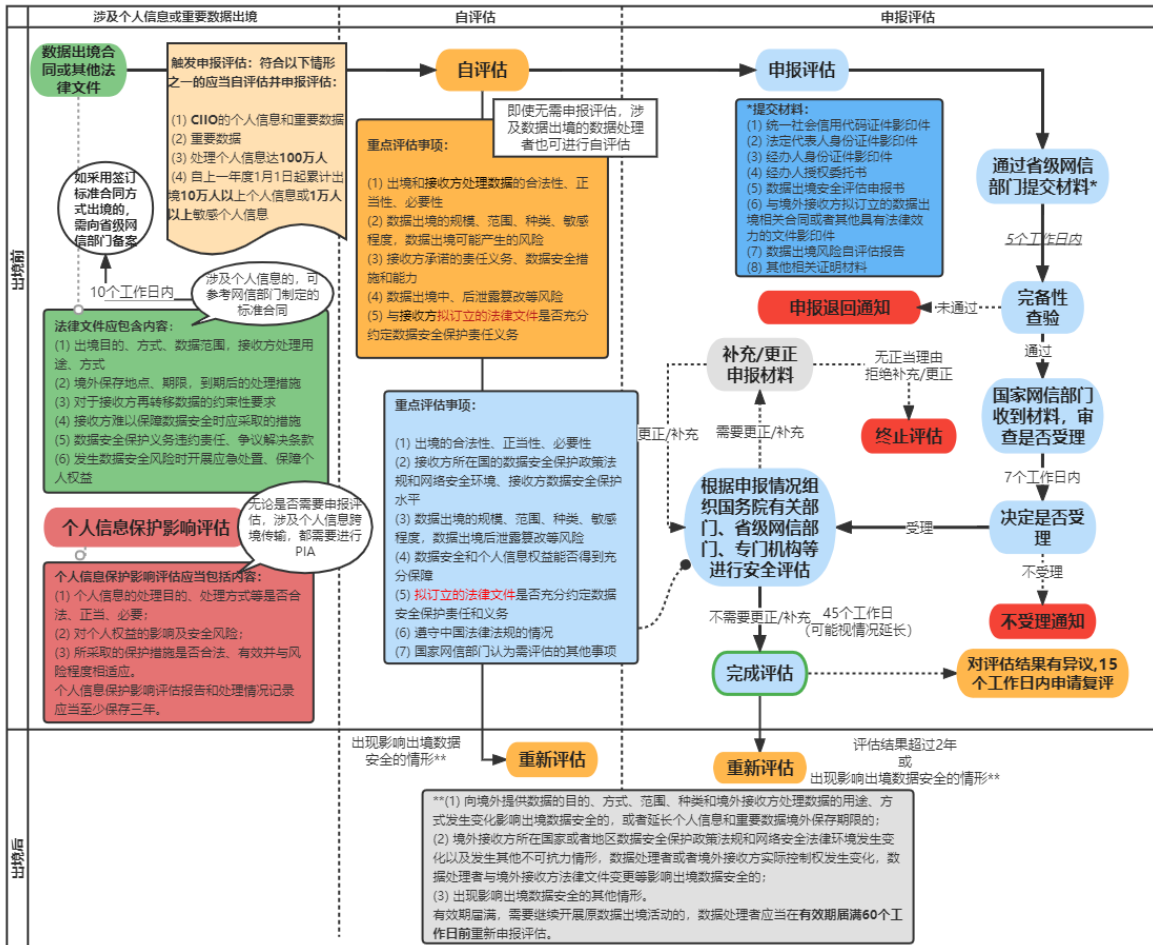 涉及个人信息或重要数据出境
自评估
申报评估
出境前
数据出境合
同或其他法
律文件
触发申报评估：符合以下情形
之一的应当自评估并申报评估：
(1) CIIO的个人信息和重要数据
(2) 重要数据
(3) 处理个人信息达100万人
(4) 自上一年度1月1日起累计出
境10万人以上个人信息或1万人
以上敏感个人信息
如采用签订
标准合同方
式出境的，
需向省级网
信部门备案
10个工作日内
涉及个人信息的，可
参考网信部门制定的
标准合同
法律文件应包含内容：
(1) 出境目的、方式、数据范围，接收方处理用
途、方式
(2) 境外保存地点、期限，到期后的处理措施
(3) 对于接收方再转移数据的约束性要求
(4) 接收方难以保障数据安全时应采取的措施
(5) 数据安全保护义务违约责任、争议解决条款
(6) 发生数据安全风险时开展应急处置、保障个
人权益
个人信息保护影响评估
无论是否需要申报评
估，涉及个人信息跨
境传输，都需要进行
PIA
个人信息保护影响评估应当包括内容：
(1) 个人信息的处理目的、处理方式等是否合
法、正当、必要；
(2) 对个人权益的影响及安全风险；
(3) 所采取的保护措施是否合法、有效并与风
险程度相适应。
个人信息保护影响评估报告和处理情况记录
应当至少保存三年。
自评估
即使无需申报评估，涉
及数据出境的数据处理
者也可进行自评估
重点评估事项：
(1) 出境和接收方处理数据的合法性、正
当性、必要性
(2) 数据出境的规模、范围、种类、敏感
程度，数据出境可能产生的风险
(3) 接收方承诺的责任义务、数据安全措
施和能力
(4) 数据出境中、后泄露篡改等风险
(5) 与接收方拟订立的法律文件是否充分
约定数据安全保护责任义务
重点评估事项：
(1) 出境的合法性、正当性、必要性
(2) 接收方所在国的数据安全保护政策法
规和网络安全环境、接收方数据安全保护
水平
(3) 数据出境的规模、范围、种类、敏感
程度，数据出境后泄露篡改等风险
(4) 数据安全和个人信息权益能否得到充
分保障
(5) 拟订立的法律文件是否充分约定数据
安全保护责任和义务
(6) 遵守中国法律法规的情况
(7) 国家网信部门认为需评估的其他事项
申报评估
*提交材料：
(1) 统一社会信用代码证件影印件
(2) 法定代表人身份证件影印件
(3) 经办人身份证件影印件
(4) 经办人授权委托书
(5) 数据出境安全评估申报书
(6) 与境外接收方拟订立的数据出境
相关合同或者其他具有法律效
力的文件影印件
(7) 数据出境风险自评估报告
(8) 其他相关证明材料
通过省级网信
部门提交材料*
5个工作日内
完备性
查验
未通过
申报退回通知
通过
国家网信部门
收到材料，审
查是否受理
7个工作日内
决定是否受
理
不受理
不受理通知
受理
补充/更正
申报材料
无正当理由
拒绝补充/更正
终止评估
更正/补充
需要更正/补充
根据申报情况组
织国务院有关部
门、省级网信部
门、专门机构等
进行安全评估
不需要更正/补充
45个工作日
(可能视情况延长)
完成评估
对评估结果有异议,15
个工作日内申请复评
出境后
出现影响出境数据
安全的情形**
重新评估
重新评估
评估结果超过2年
或
出现影响出境数据安全的情形**
**(1) 向境外提供数据的目的、方式、范围、种类和境外接收方处理数据的用途、方
式发生变化影响出境数据安全的，或者延长个人信息和重要数据境外保存期限的；
(2) 境外接收方所在国家或者地区数据安全保护政策法规和网络安全法律环境发生变
化以及发生其他不可抗力情形，数据处理者或者境外接收方实际控制权发生变化，数
据处理者与境外接收方法律文件变更等影响出境数据安全的；
(3) 出现影响出境数据安全的其他情形。
有效期届满，需要继续开展原数据出境活动的，数据处理者应当在有效期届满60个工
作日前重新申报评估。